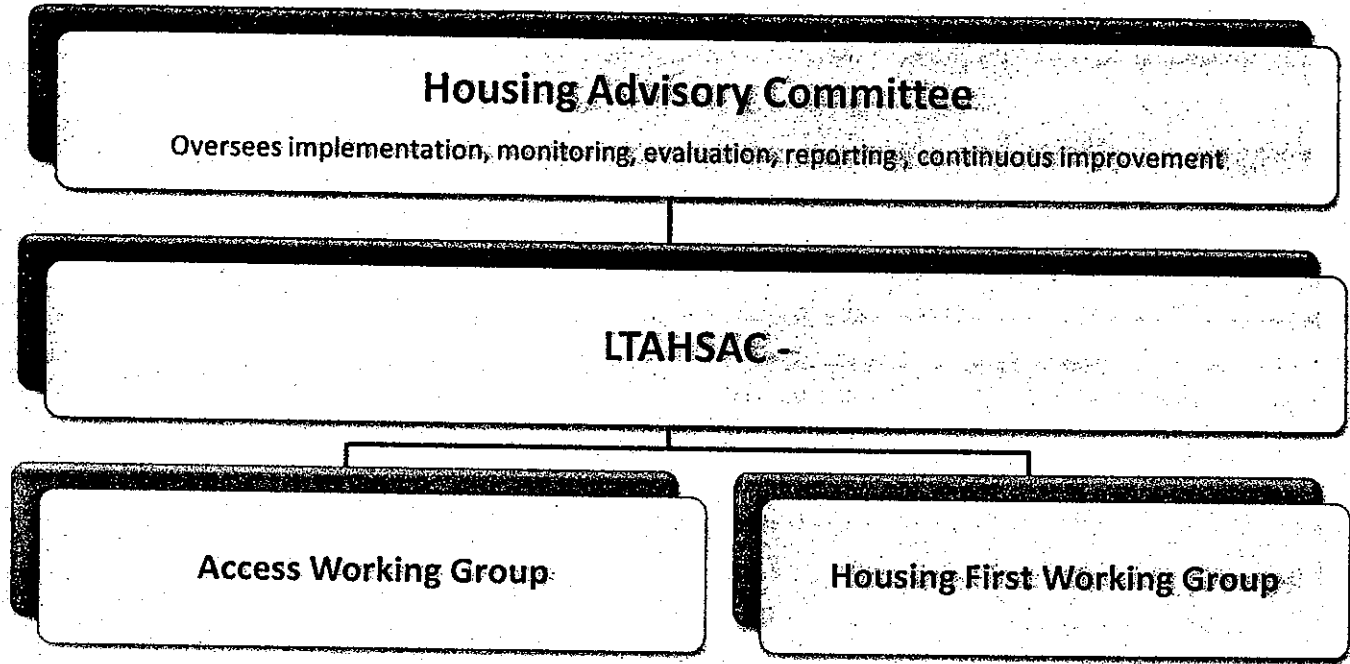 Housing Advisory Committee
Oversees implementation, monitoring, evaluation, reporting , continuous improvement
LTAHSAC -
Access Working Group
Housing First Working Group